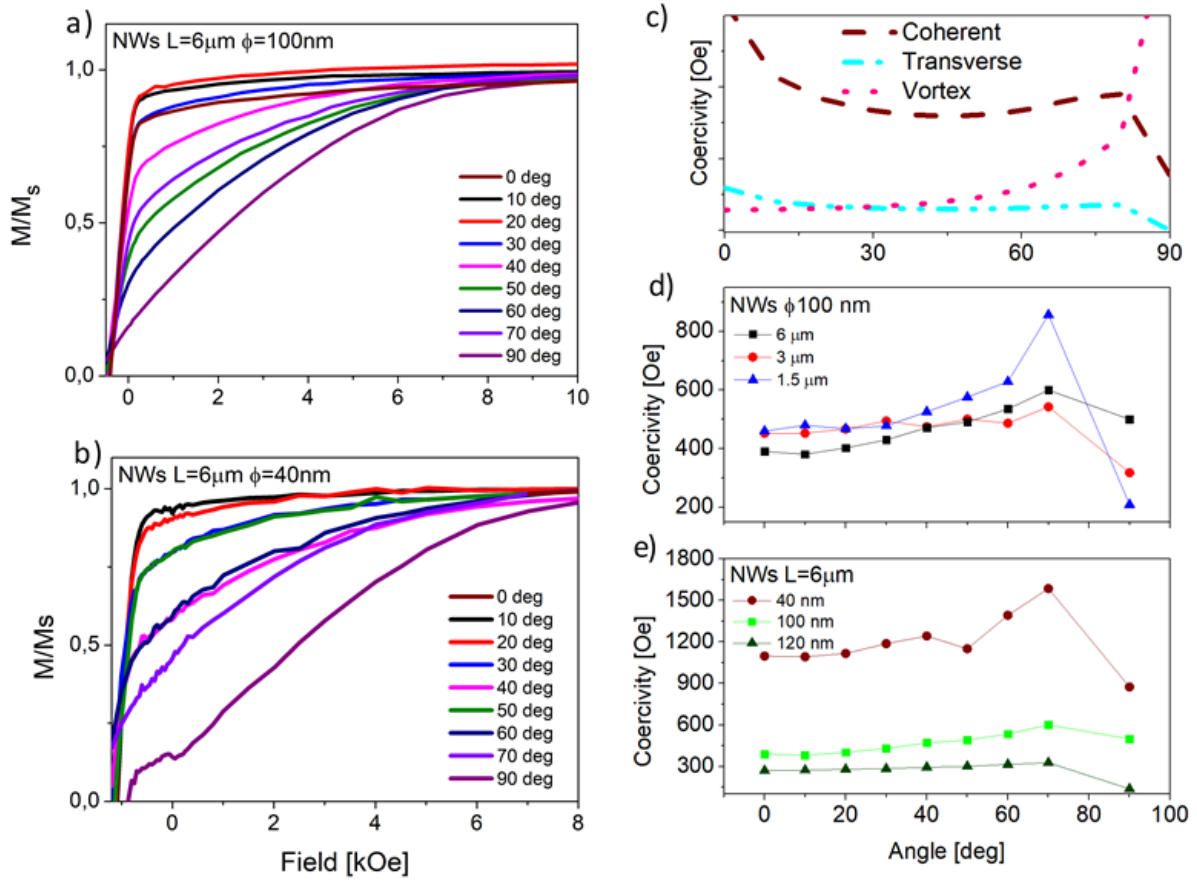 a)
NWs L=6μm ϕ=100nm
1,0
0,5
0,0
M/Ms
0 deg
10 deg
20 deg
30 deg
40 deg
50 deg
60 deg
70 deg
90 deg
0 2 4 6 8 10
b)
NWs L=6μm ϕ=40nm
1,0
0,5
0,0
M/Ms
0 deg
10 deg
20 deg
30 deg
40 deg
50 deg
60 deg
70 deg
90 deg
0 2 4 6 8
Field [kOe]
c)
Coercivity [Oe]
Coherent
Transverse
Vortex
0 30 60 90
d)
NWs ϕ100 nm
6 μm
3 μm
1.5 μm
800
600
400
200
Coercivity [Oe]
e)
NWs L=6μm
40 nm
100 nm
120 nm
1800
1500
1200
900
600
300
Coercivity [Oe]
0 20 40 60 80 100
Angle [deg]